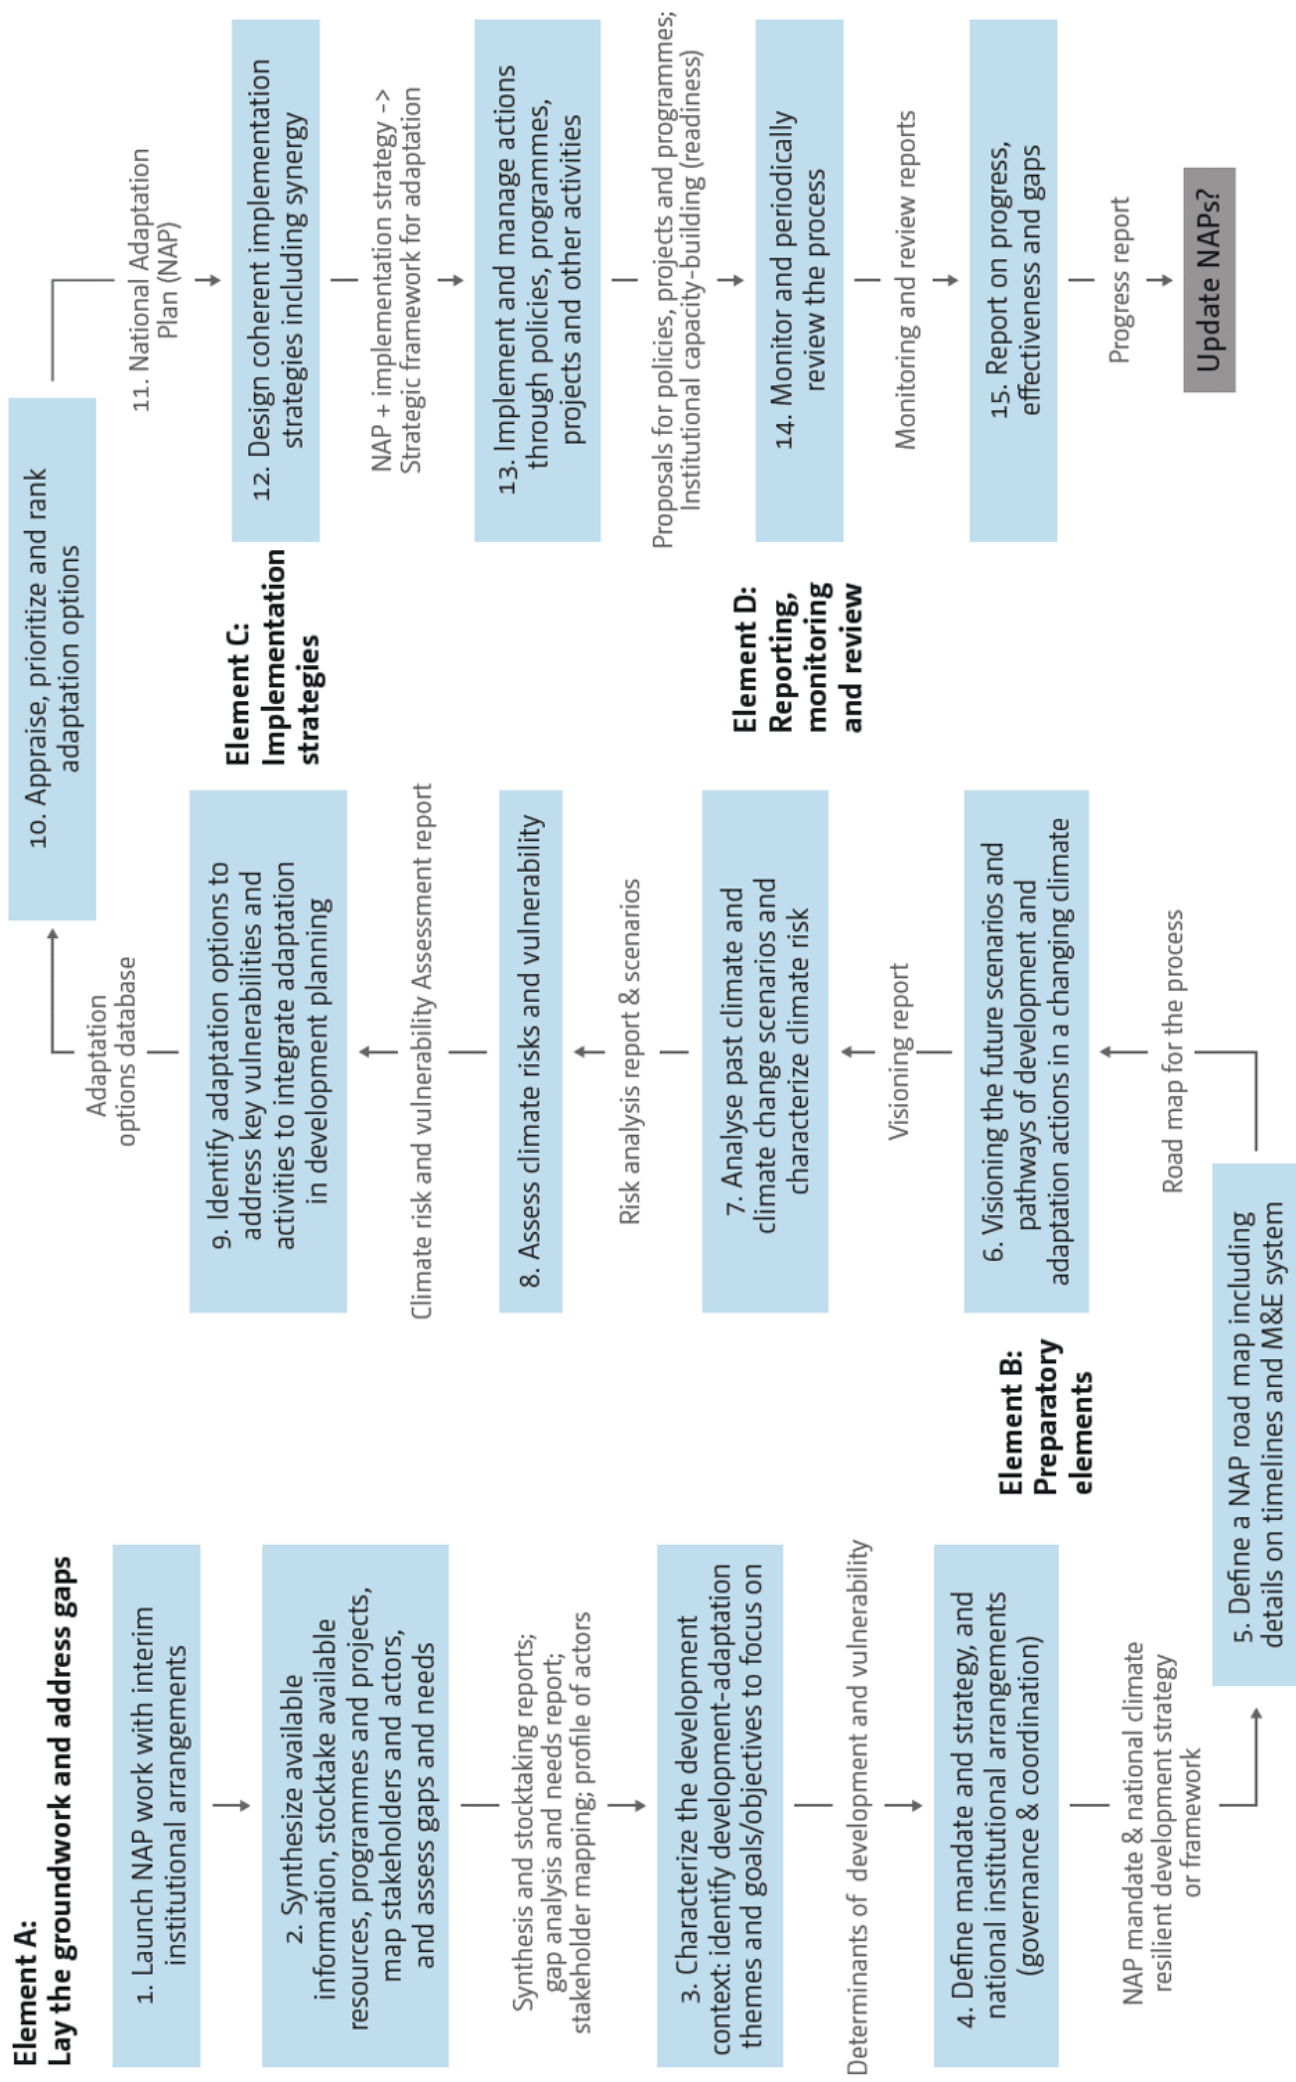 Element A:
Lay the groundwork and address gaps
1. Launch NAP work with interim
institutional arrangements
2. Synthesize available
information, stocktake available
resources, programmes and projects,
map stakeholders and actors,
and assess gaps and needs
Synthesis and stocktaking reports;
gap analysis and needs report;
stakeholder mapping; profile of actors
3. Characterize the development
context: identify development-adaptation
themes and goals/objectives to focus on
Determinants of development and vulnerability
4. Define mandate and strategy, and
national institutional arrangements
(governance & coordination)
NAP mandate & national climate
resilient development strategy
or framework
5. Define a NAP road map including
details on timelines and M&E system
Road map for the process
Element B:
Preparatory
elements
6. Visioning the future scenarios and
pathways of development and
adaptation actions in a changing climate
Visioning report
7. Analyse past climate and
climate change scenarios and
characterize climate risk
Risk analysis report & scenarios
8. Assess climate risks and vulnerability
Climate risk and vulnerability Assessment report
9. Identify adaptation options to
address key vulnerabilities and
activities to integrate adaptation
in development planning
Adaptation
options database
10. Appraise, prioritize and rank
adaptation options
11. National Adaptation
Plan (NAP)
Element C:
Implementation
strategies
12. Design coherent implementation
strategies including synergy
NAP + implementation strategy ->
Strategic framework for adaptation
13. Implement and manage actions
through policies, programmes,
projects and other activities
Proposals for policies, projects and programmes;
Institutional capacity-building (readiness)
Element D:
Reporting,
monitoring
and review
14. Monitor and periodically
review the process
Monitoring and review reports
15. Report on progress,
effectiveness and gaps
Progress report
Update NAPs?